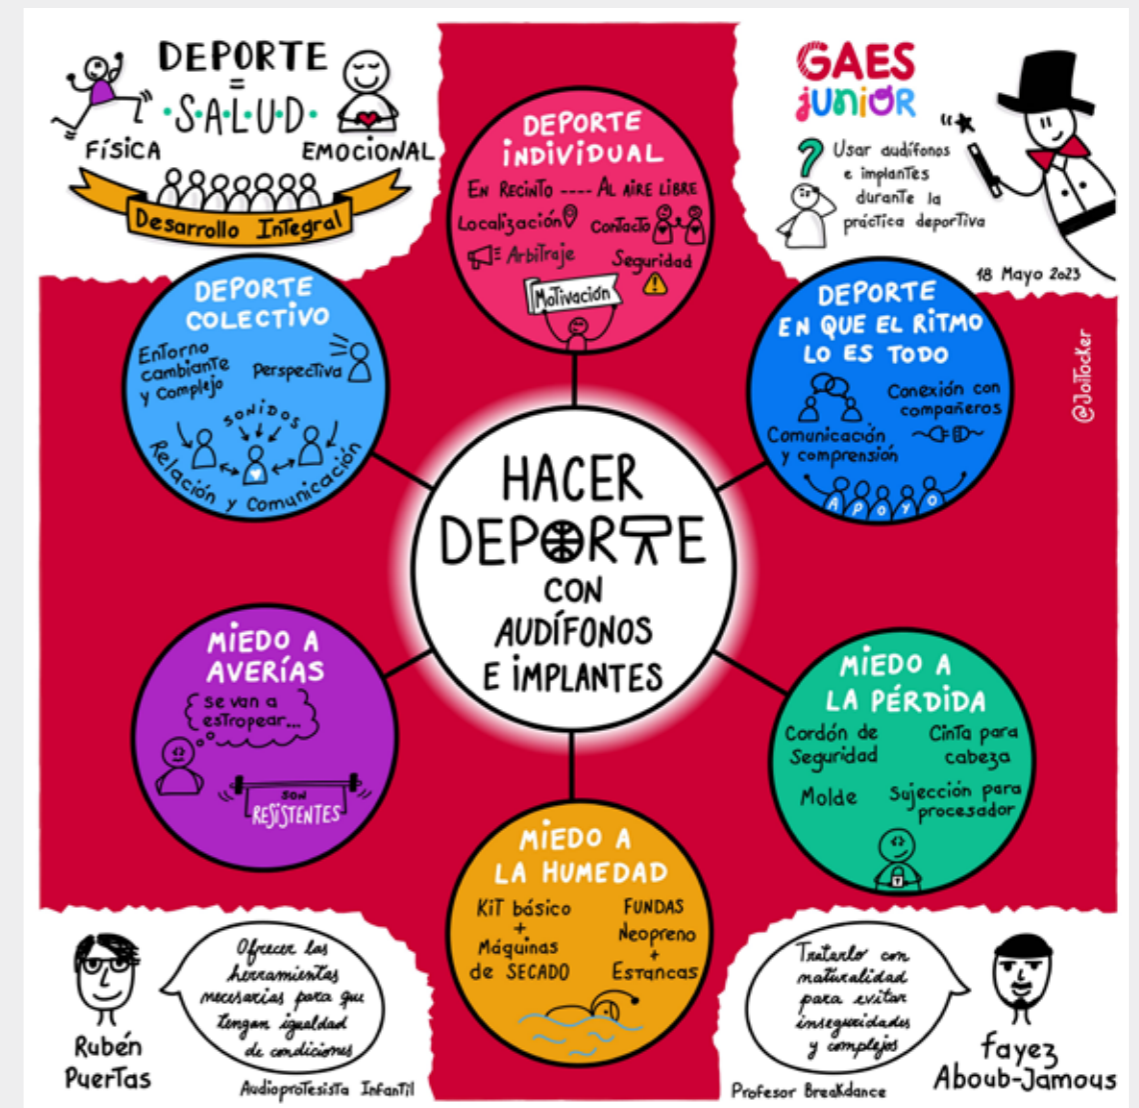 DEPORTE
=
·S·A·L·U·D·
FÍSICA
EMOCIONAL
Desarrollo Integral
GAES
JUNIOR
?
Usar audífonos
e implantes
durante la
práctica deportiva
18 Mayo 2023
@JoiTocker
DEPORTE
INDIVIDUAL
EN RECINTO ---- AL AIRE LIBRE
Localización
Contacto
Arbitraje
Seguridad
Motivación
DEPORTE
COLECTIVO
Entorno
cambiante
y Complejo
Perspectiva
SONIDOS
Relación y Comunicación
DEPORTE
EN QUE EL RITMO
LO ES TODO
Conexión con
compañeros
Comunicación
y comprensión
APOYO
HACER
DEPORTE
CON
AUDÍFONOS
E IMPLANTES
MIEDO A
AVERÍAS
Se van a
estropear...
SON
RESISTENTES
MIEDO A
LA PÉRDIDA
Cordón de
Seguridad
Cinta para
cabeza
Molde
Sujección para
procesador
MIEDO A
LA HUMEDAD
KIT básico
+
Máquinas
de SECADO
FUNDAS
Neopreno
+
Estancas
Rubén
Puertas
Ofrecer las
herramientas
necesarias para que
tengan igualdad
de condiciones
Audioprotesista Infantil
Tratarlo con
naturalidad
para evitar
inseguridades
y complejos
Profesor Breakdance
Fayez
Aboub-Jamous